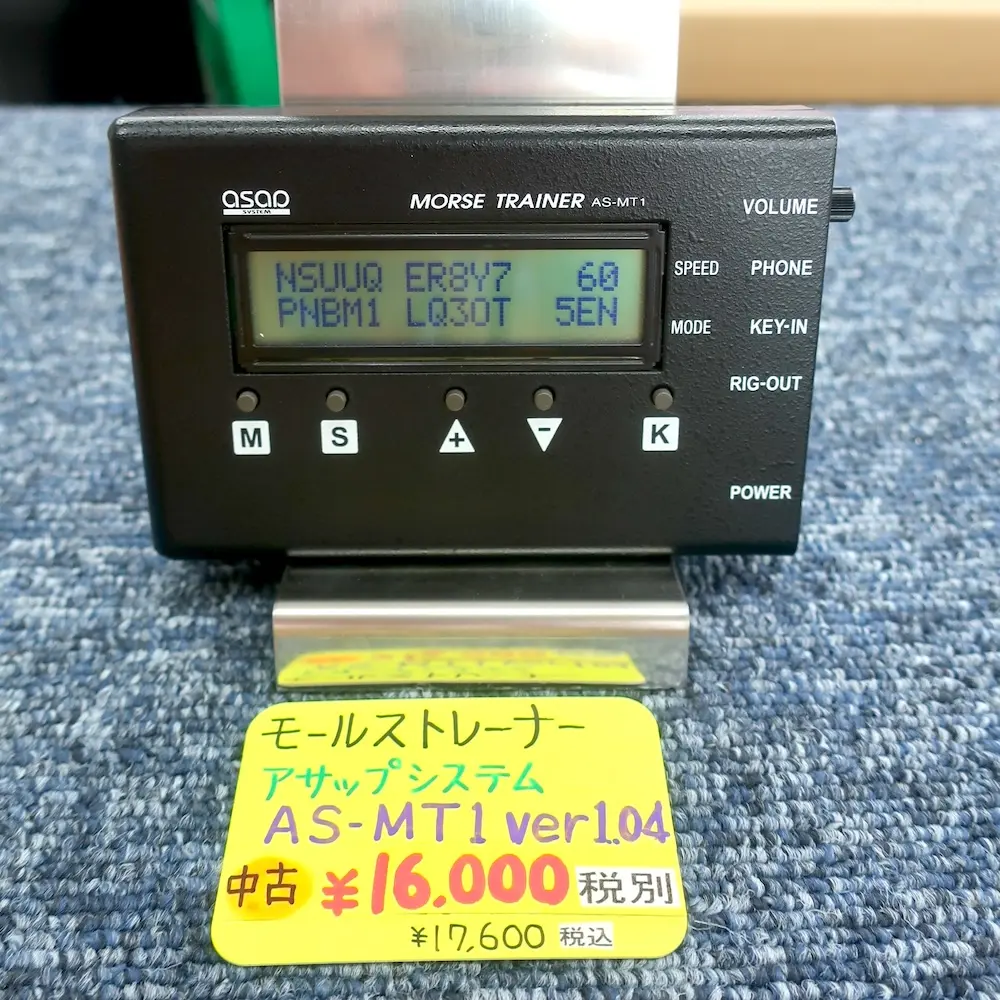 asap
SYSTEM
MORSE TRAINER AS-MT1
VOLUME
NSUUQ ER8Y7 60
PNBM1 LQ3OT 5EN
SPEED PHONE
MODE KEY-IN
RIG-OUT
M S + - K
POWER
モールストレーナー
アサップシステム
AS-MT1 ver1.04
中古 ¥16,000 税別
¥17,600 税込